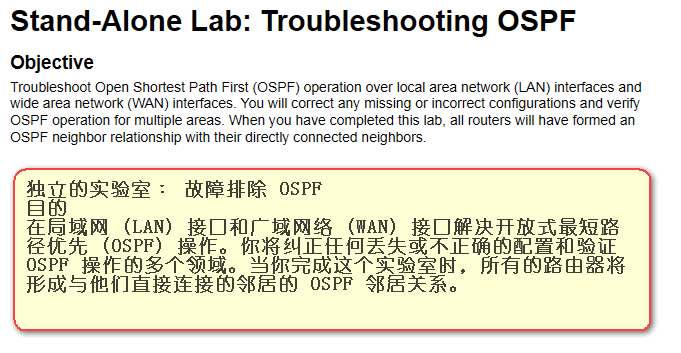 Stand-Alone Lab: Troubleshooting OSPF
Objective
Troubleshoot Open Shortest Path First (OSPF) operation over local area network (LAN) interfaces and
wide area network (WAN) interfaces. You will correct any missing or incorrect configurations and verify
OSPF operation for multiple areas. When you have completed this lab, all routers will have formed an
OSPF neighbor relationship with their directly connected neighbors.
独立的实验室： 故障排除 OSPF
目的
在局域网 (LAN) 接口和广域网络 (WAN) 接口解决开放式最短路
径优先 (OSPF) 操作。你将纠正任何丢失或不正确的配置和验证
OSPF 操作的多个领域。当你完成这个实验室时，所有的路由器将
形成与他们直接连接的邻居的 OSPF 邻居关系。